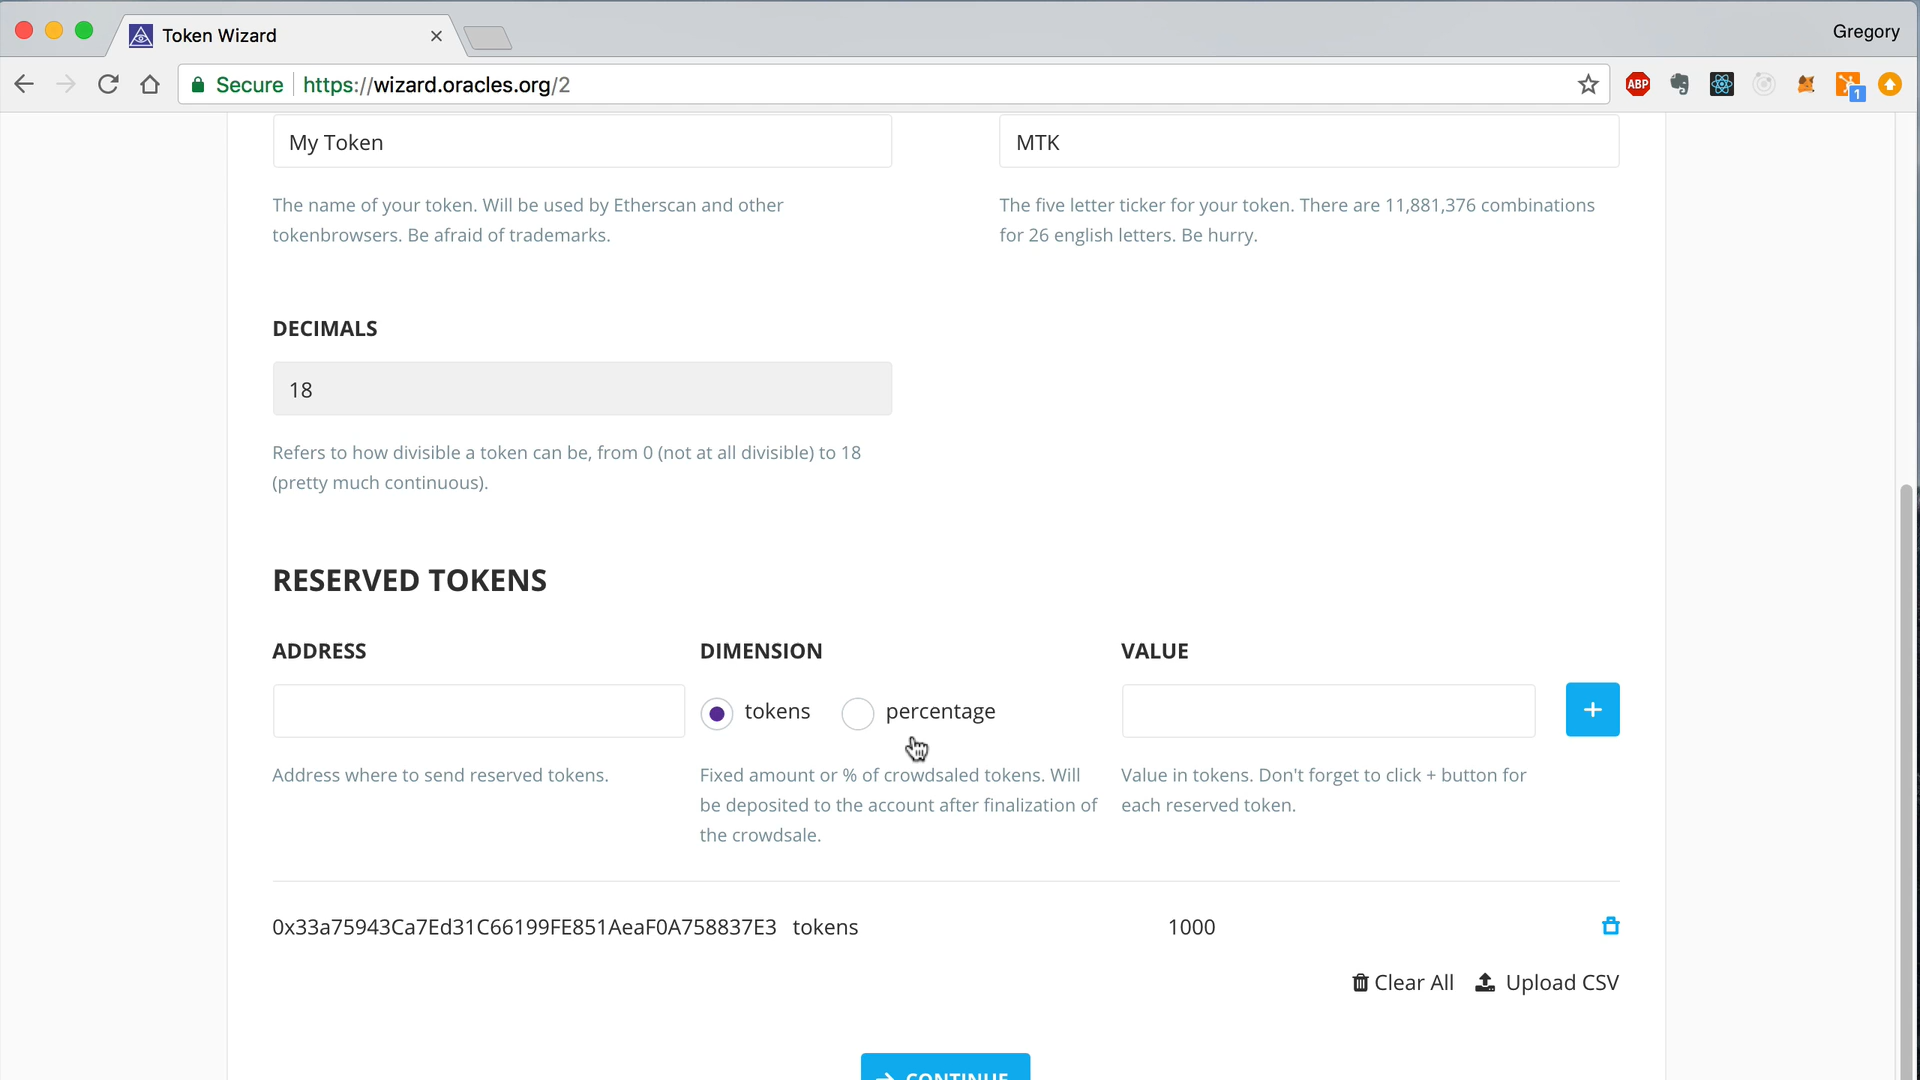 Token Wizard
Gregory
Secure https://wizard.oracles.org/2
ABP
1
My Token
MTK
The name of your token. Will be used by Etherscan and other
tokenbrowsers. Be afraid of trademarks.
The five letter ticker for your token. There are 11,881,376 combinations
for 26 english letters. Be hurry.
DECIMALS
18
Refers to how divisible a token can be, from 0 (not at all divisible) to 18
(pretty much continuous).
RESERVED TOKENS
ADDRESS
DIMENSION
VALUE
tokens
percentage
+
Address where to send reserved tokens.
Fixed amount or % of crowdsaled tokens. Will
be deposited to the account after finalization of
the crowdsale.
Value in tokens. Don't forget to click + button for
each reserved token.
0x33a75943Ca7Ed31C66199FE851AeaF0A758837E3 tokens 1000
Clear All
Upload CSV
CONTINUE